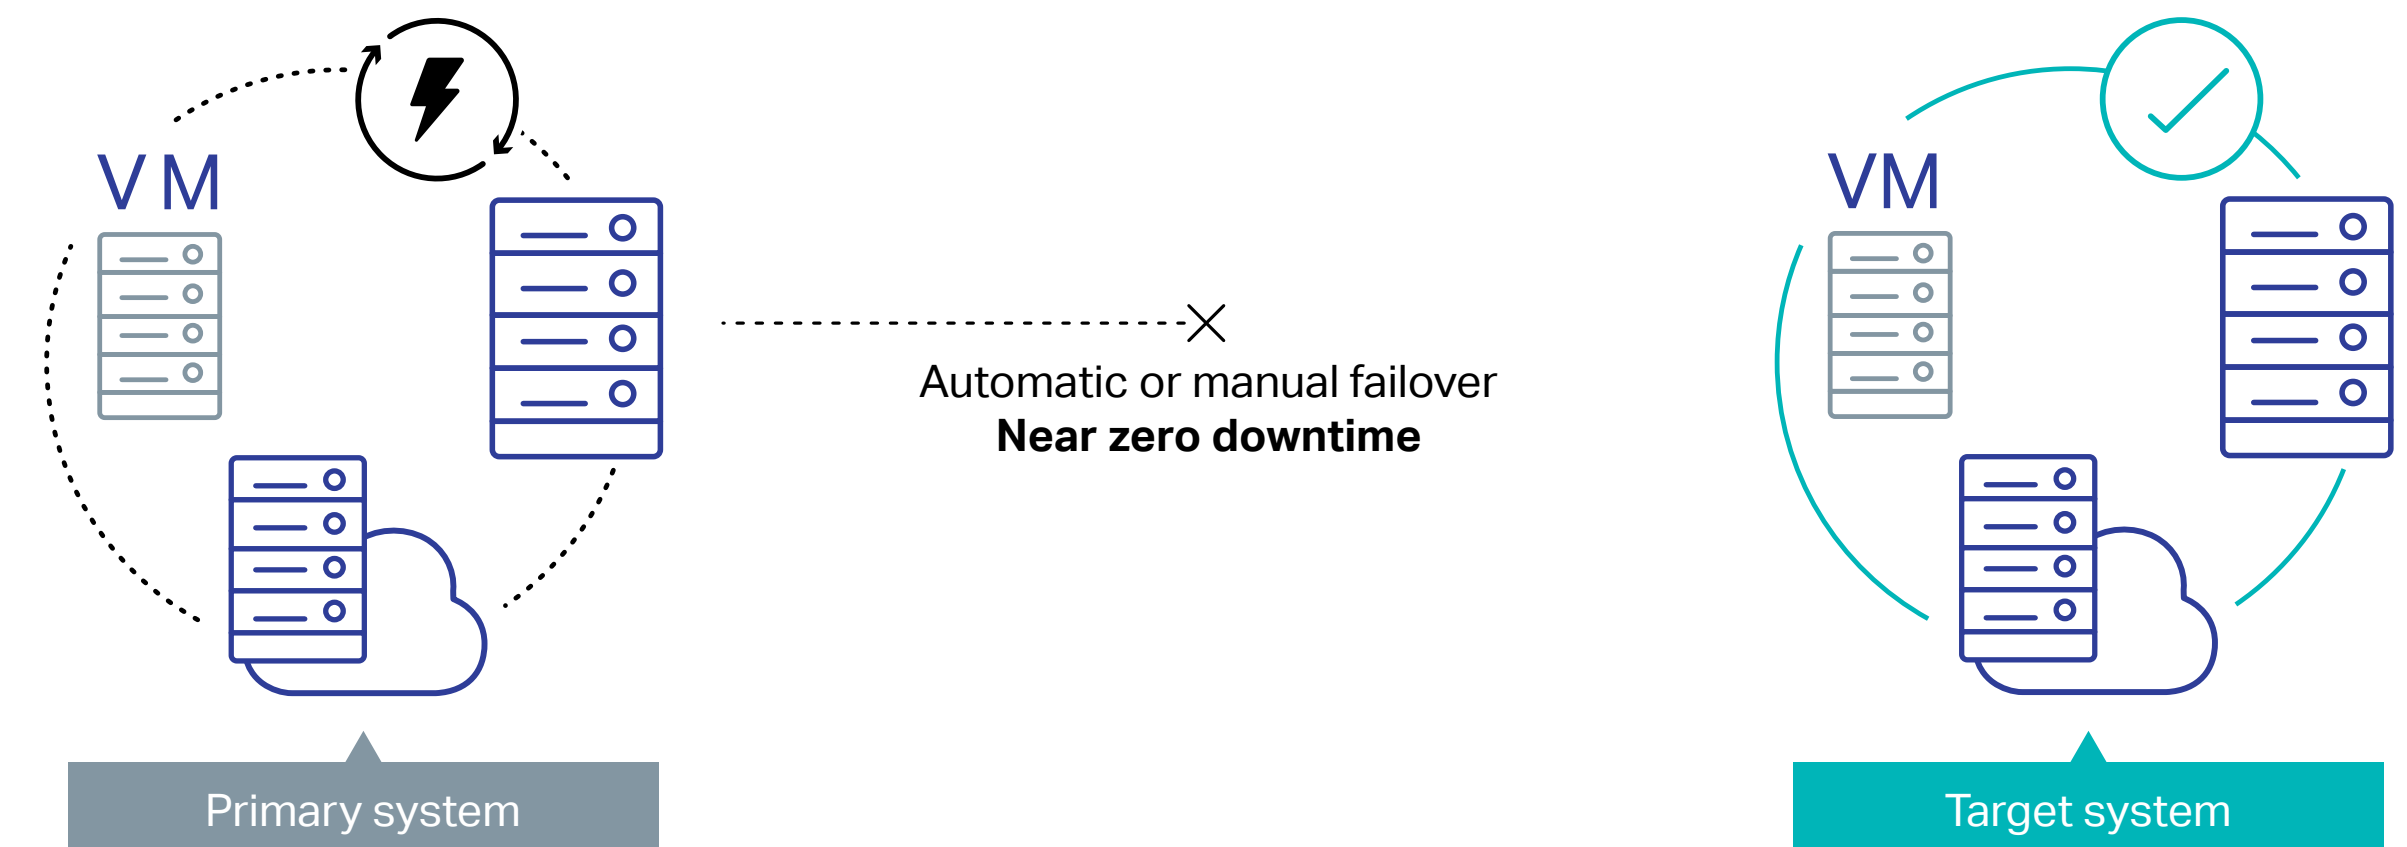 VM
VM
Automatic or manual failover
Near zero downtime
Primary system
Target system